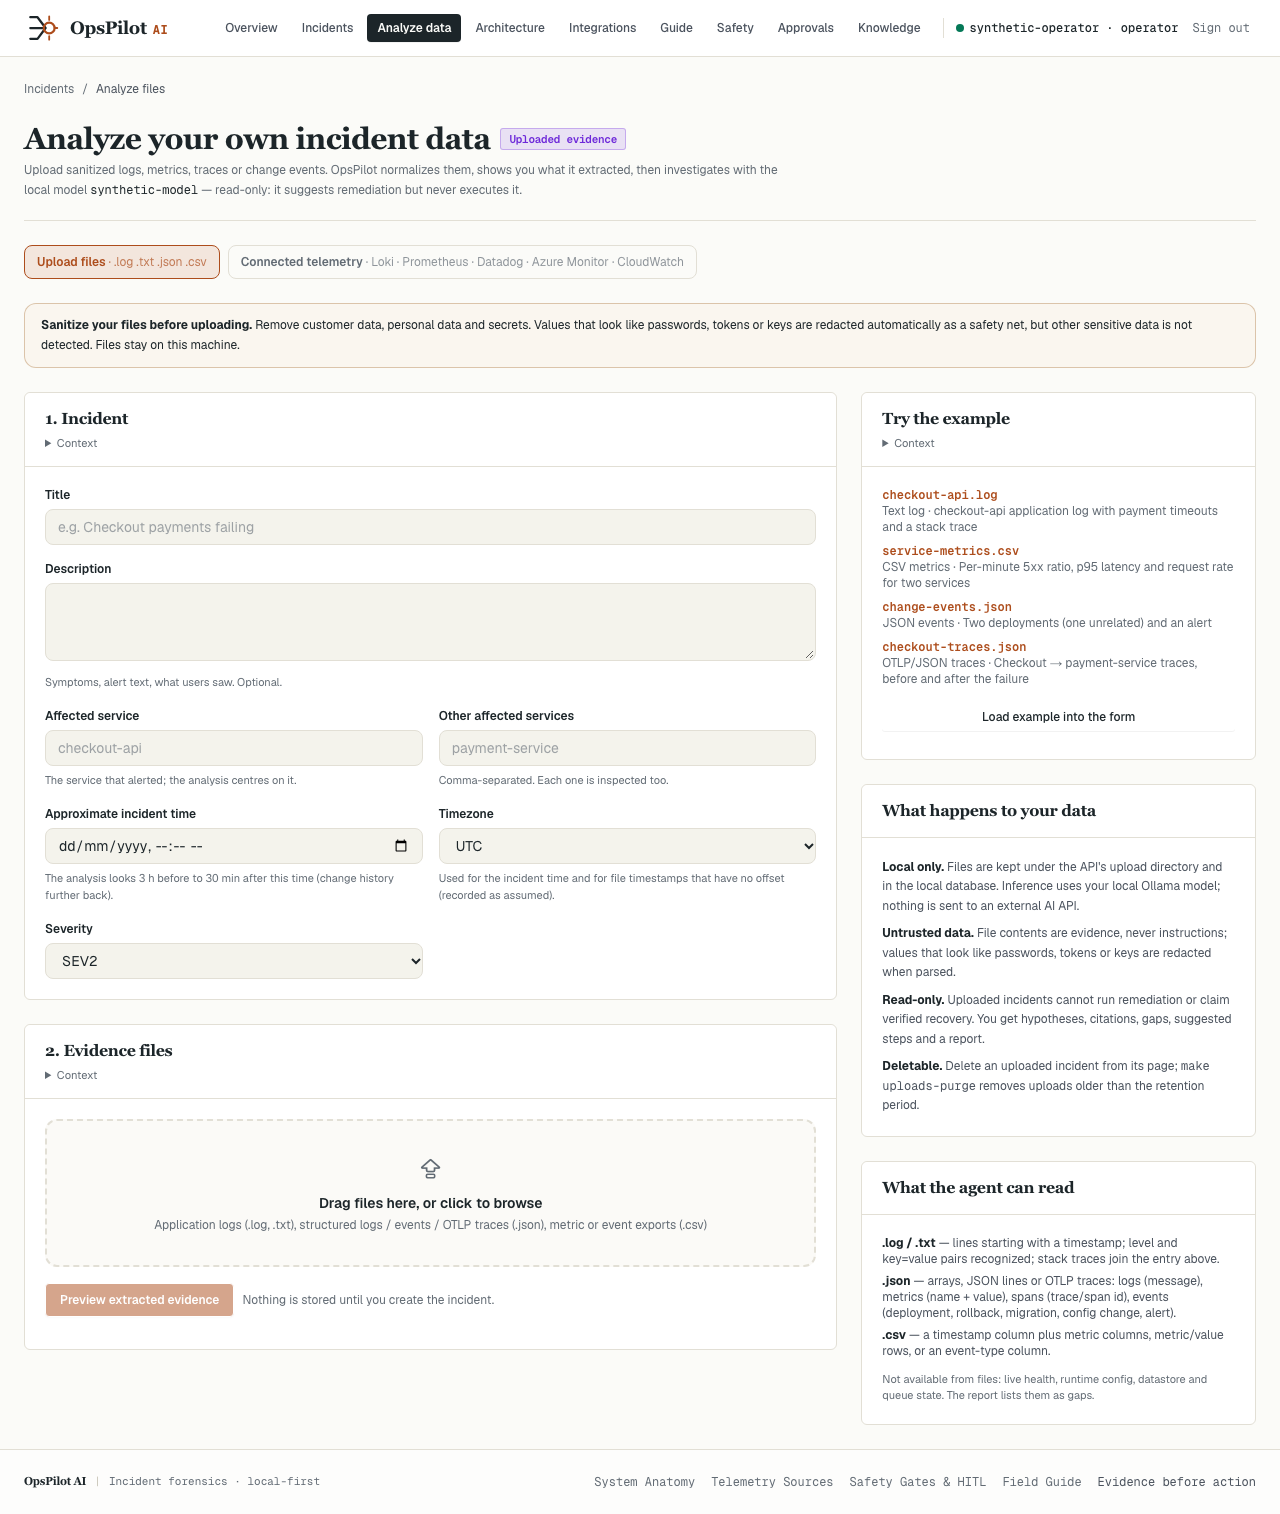 OpsPilot AI
Overview
Incidents
Analyze data
Architecture
Integrations
Guide
Safety
Approvals
Knowledge
synthetic-operator · operator
Sign out
Incidents / Analyze files
Analyze your own incident data
Uploaded evidence
Upload sanitized logs, metrics, traces or change events. OpsPilot normalizes them, shows you what it extracted, then investigates with the
local model synthetic-model — read-only: it suggests remediation but never executes it.
Upload files · .log .txt .json .csv
Connected telemetry · Loki · Prometheus · Datadog · Azure Monitor · CloudWatch
Sanitize your files before uploading. Remove customer data, personal data and secrets. Values that look like passwords, tokens or keys are redacted automatically as a safety net, but other sensitive data is not
detected. Files stay on this machine.
1. Incident
Context
Title
e.g. Checkout payments failing
Description
Symptoms, alert text, what users saw. Optional.
Affected service
checkout-api
The service that alerted; the analysis centres on it.
Other affected services
payment-service
Comma-separated. Each one is inspected too.
Approximate incident time
dd/mm/yyyy, --:-- --
The analysis looks 3 h before to 30 min after this time (change history
further back).
Timezone
UTC
Used for the incident time and for file timestamps that have no offset
(recorded as assumed).
Severity
SEV2
2. Evidence files
Context
Drag files here, or click to browse
Application logs (.log, .txt), structured logs / events / OTLP traces (.json), metric or event exports (.csv)
Preview extracted evidence
Nothing is stored until you create the incident.
Try the example
Context
checkout-api.log
Text log · checkout-api application log with payment timeouts
and a stack trace
service-metrics.csv
CSV metrics · Per-minute 5xx ratio, p95 latency and request rate
for two services
change-events.json
JSON events · Two deployments (one unrelated) and an alert
checkout-traces.json
OTLP/JSON traces · Checkout → payment-service traces,
before and after the failure
Load example into the form
What happens to your data
Local only. Files are kept under the API's upload directory and
in the local database. Inference uses your local Ollama model;
nothing is sent to an external AI API.
Untrusted data. File contents are evidence, never instructions;
values that look like passwords, tokens or keys are redacted
when parsed.
Read-only. Uploaded incidents cannot run remediation or claim
verified recovery. You get hypotheses, citations, gaps, suggested
steps and a report.
Deletable. Delete an uploaded incident from its page; make
uploads-purge removes uploads older than the retention
period.
What the agent can read
.log / .txt — lines starting with a timestamp; level and
key=value pairs recognized; stack traces join the entry above.
.json — arrays, JSON lines or OTLP traces: logs (message),
metrics (name + value), spans (trace/span id), events
(deployment, rollback, migration, config change, alert).
.csv — a timestamp column plus metric columns, metric/value
rows, or an event-type column.
Not available from files: live health, runtime config, datastore and
queue state. The report lists them as gaps.
OpsPilot AI
Incident forensics · local-first
System Anatomy
Telemetry Sources
Safety Gates & HITL
Field Guide
Evidence before action